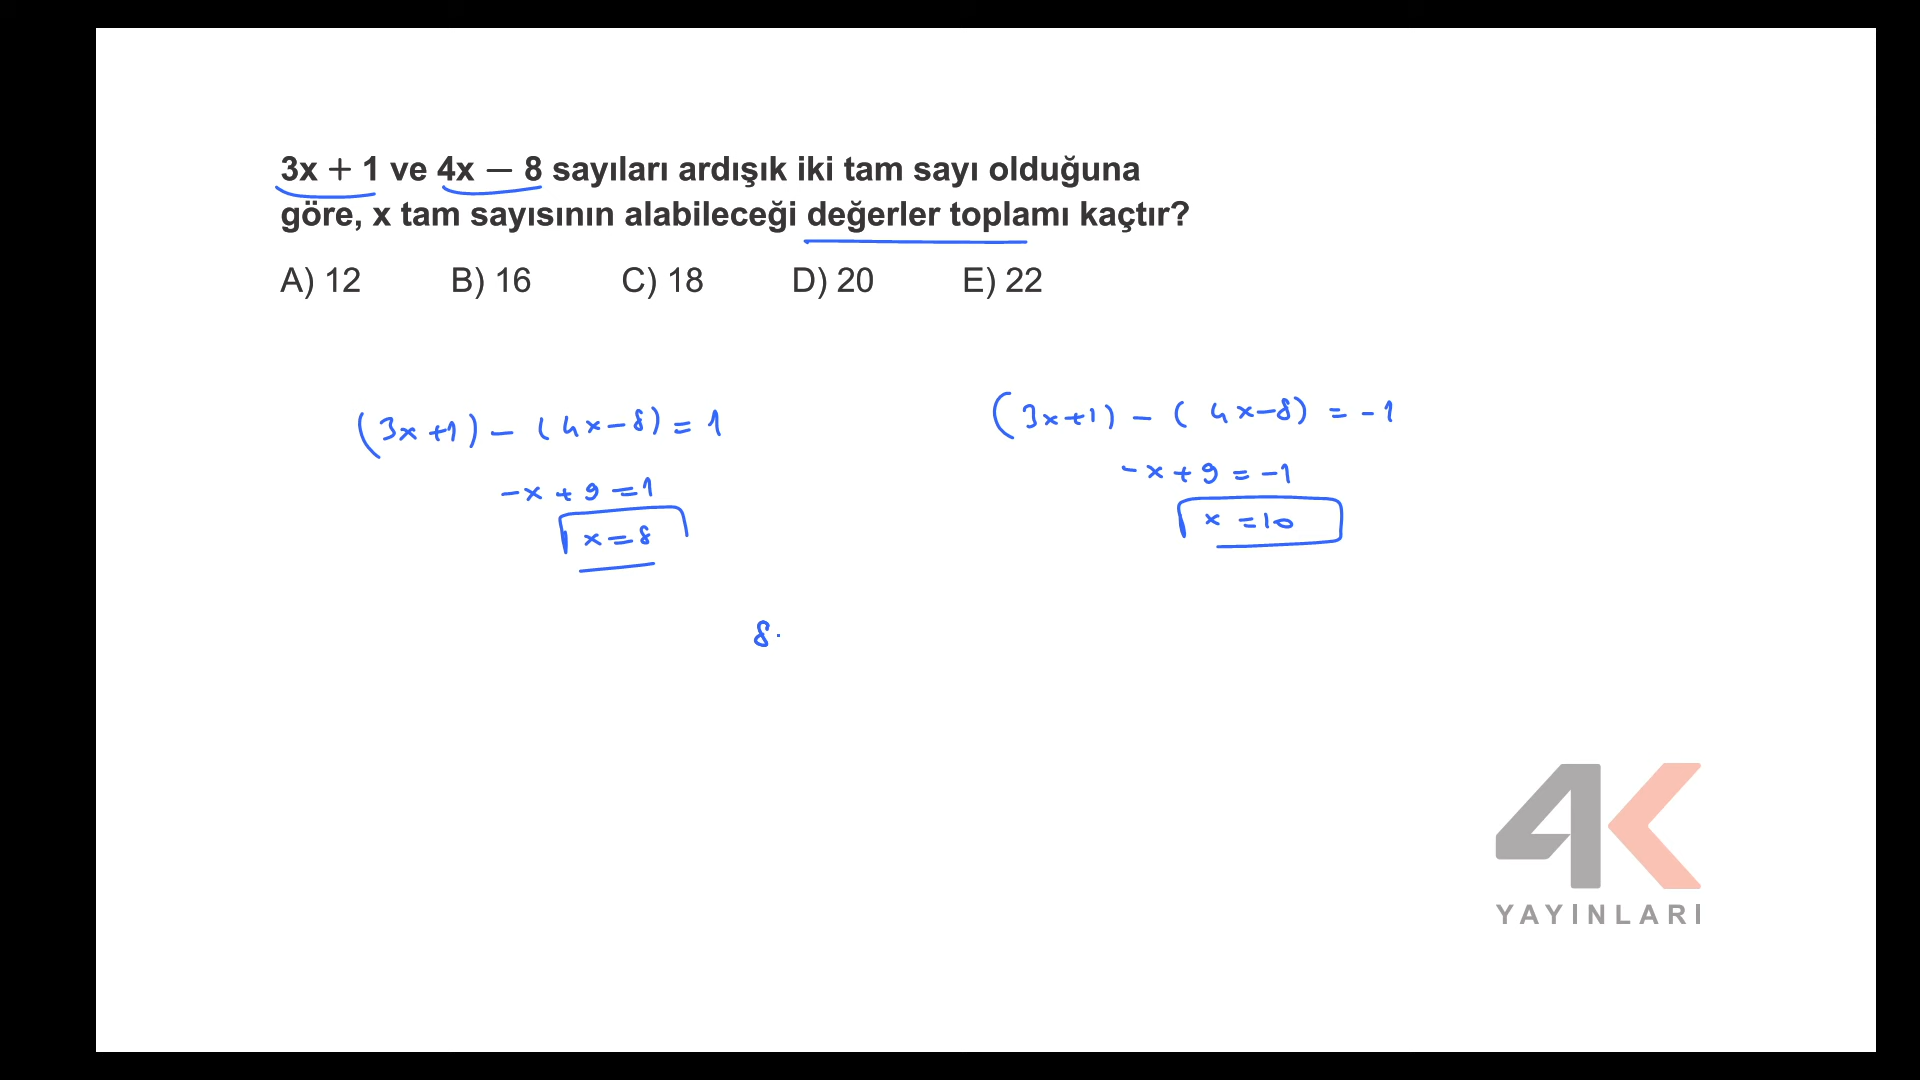 3x + 1 ve 4x − 8 sayıları ardışık iki tam sayı olduğuna
göre, x tam sayısının alabileceği değerler toplamı kaçtır?
A) 12 B) 16 C) 18 D) 20 E) 22
(3x+1) − (4x−8) = 1
−x + 9 = 1
x = 8
(3x+1) − (4x−8) = −1
−x + 9 = −1
x = 10
8.
4K
YAYINLARI